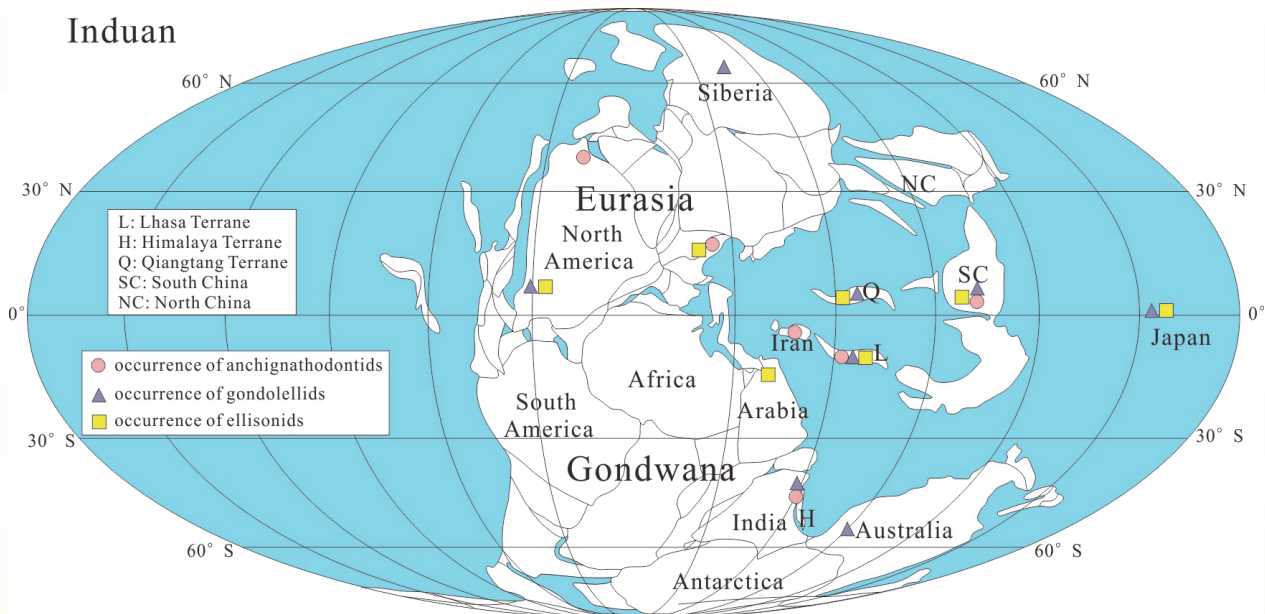 Induan
60° N
60° N
Siberia
30° N
NC
30° N
Eurasia
L: Lhasa Terrane
H: Himalaya Terrane
Q: Qiangtang Terrane
SC: South China
NC: North China
North
America
SC
Q
0°
0°
Japan
Iran
L
occurrence of anchignathodontids
occurrence of gondolellids
occurrence of ellisonids
Africa
South
America
Arabia
30° S
30° S
Gondwana
India
H
Australia
60° S
60° S
Antarctica